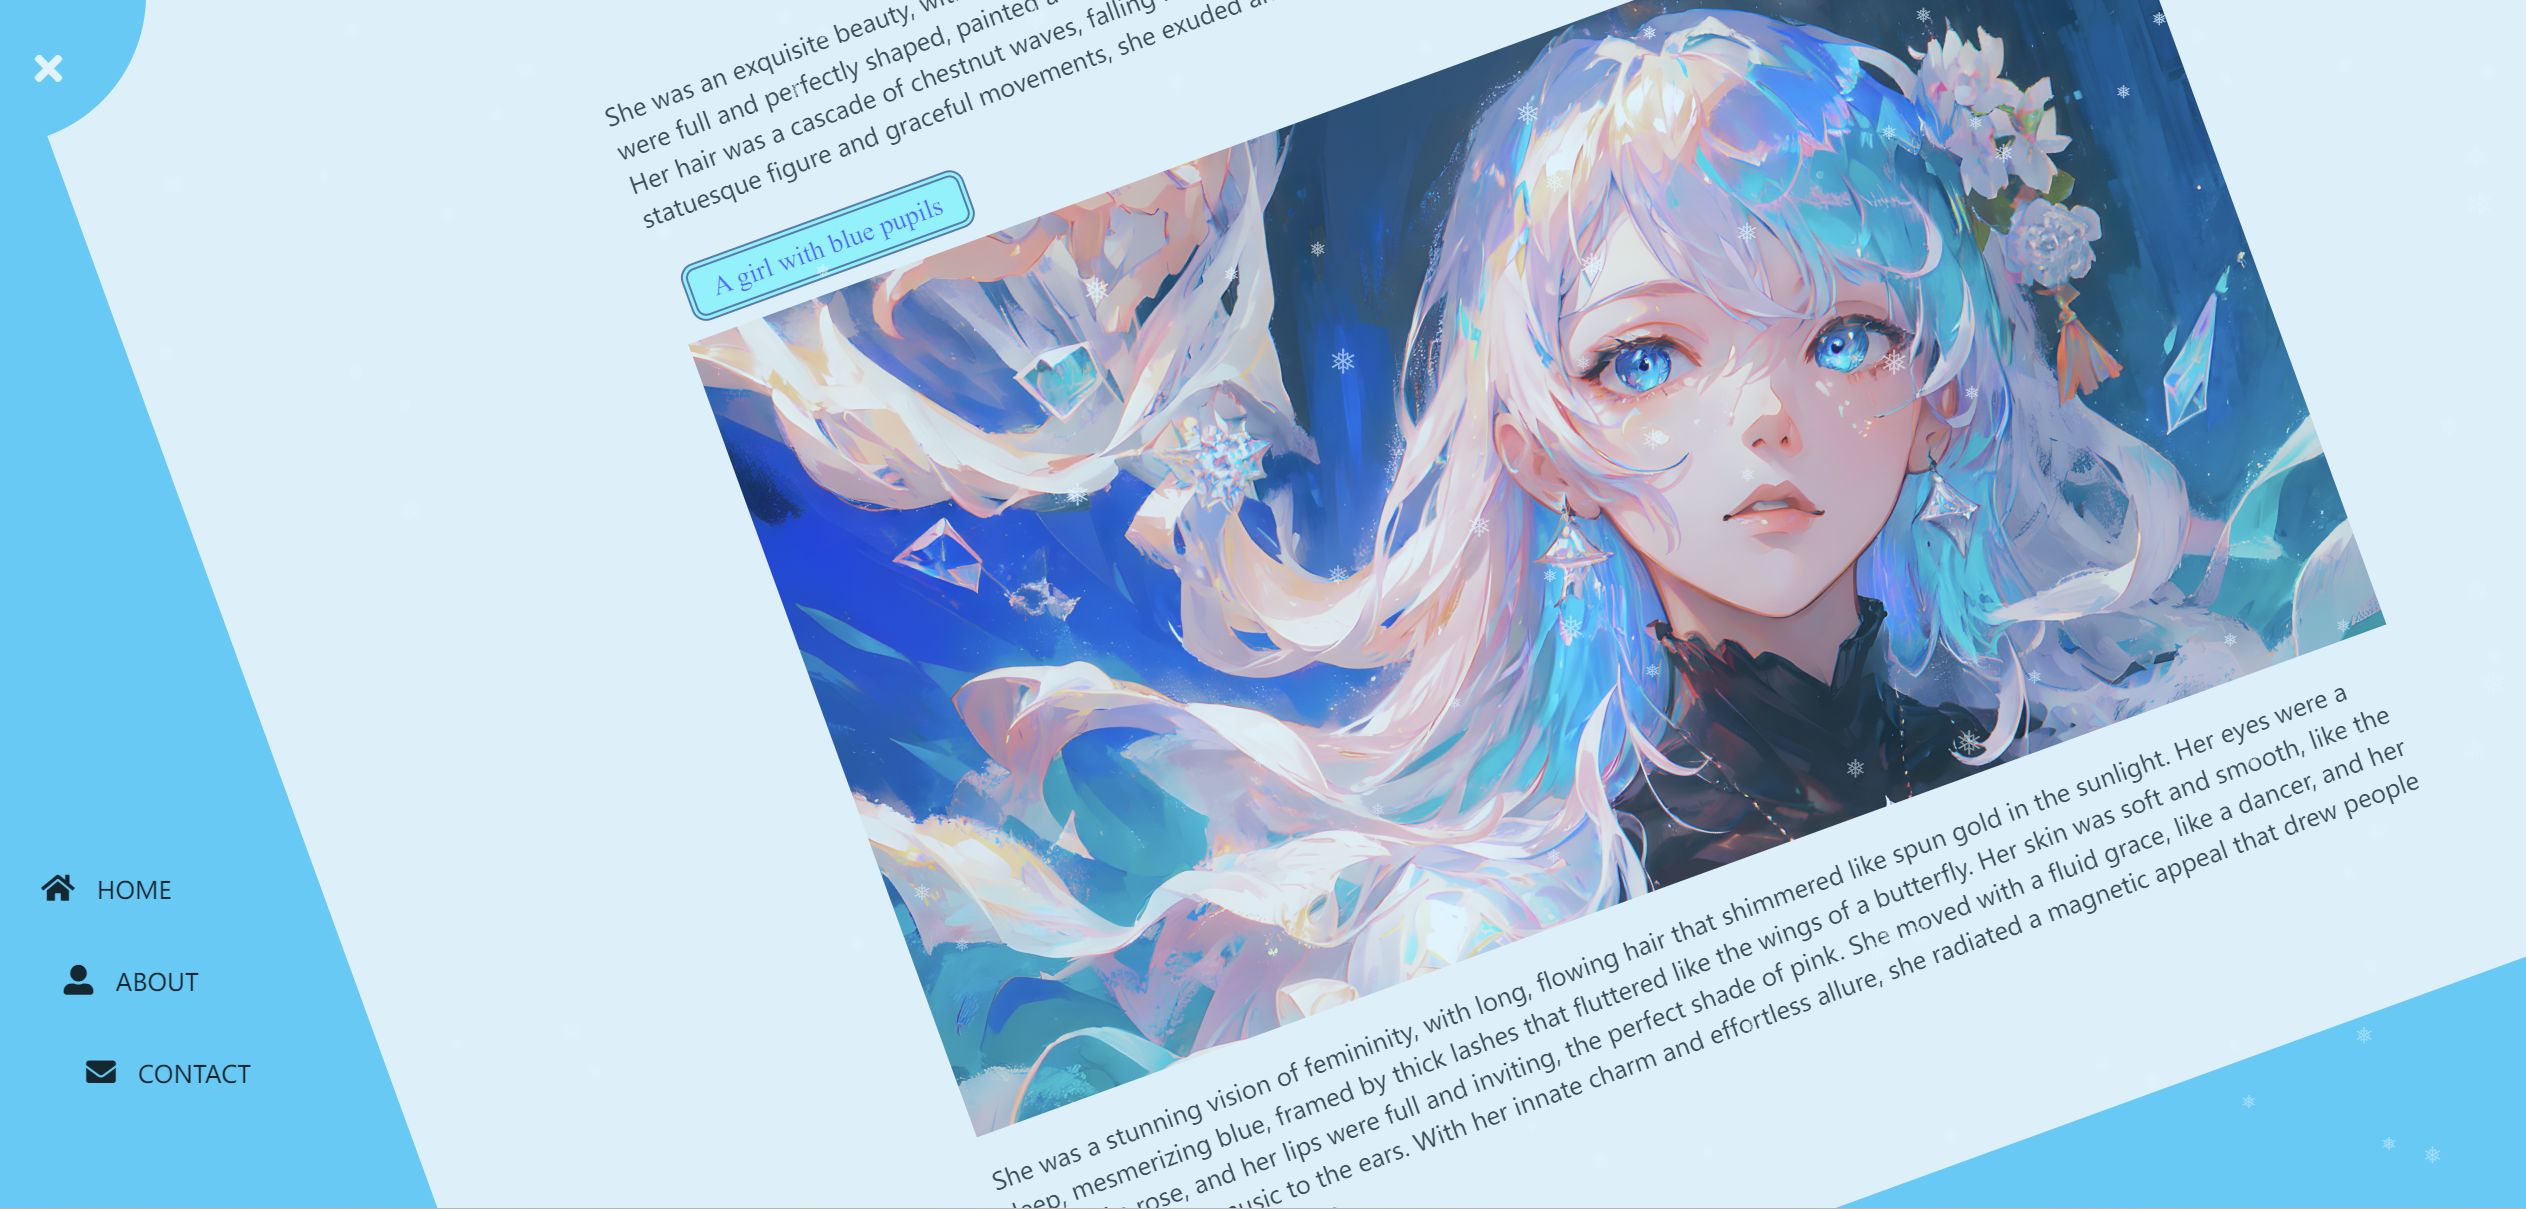 She was an exquisite beauty,
were full and perfectly shaped, painted
Her hair was a cascade of chestnut waves, falling
statuesque figure and graceful movements, she exuded
A girl with blue pupils
She was a stunning vision of femininity, with long, flowing hair that shimmered like spun gold in the sunlight. Her eyes were a
deep, mesmerizing blue, framed by thick lashes that fluttered like the wings of a butterfly. Her skin was soft and smooth, like the
rose, and her lips were full and inviting, the perfect shade of pink. She moved with a fluid grace, like a dancer, and her
music to the ears. With her innate charm and effortless allure, she radiated a magnetic appeal that drew people
HOME
ABOUT
CONTACT